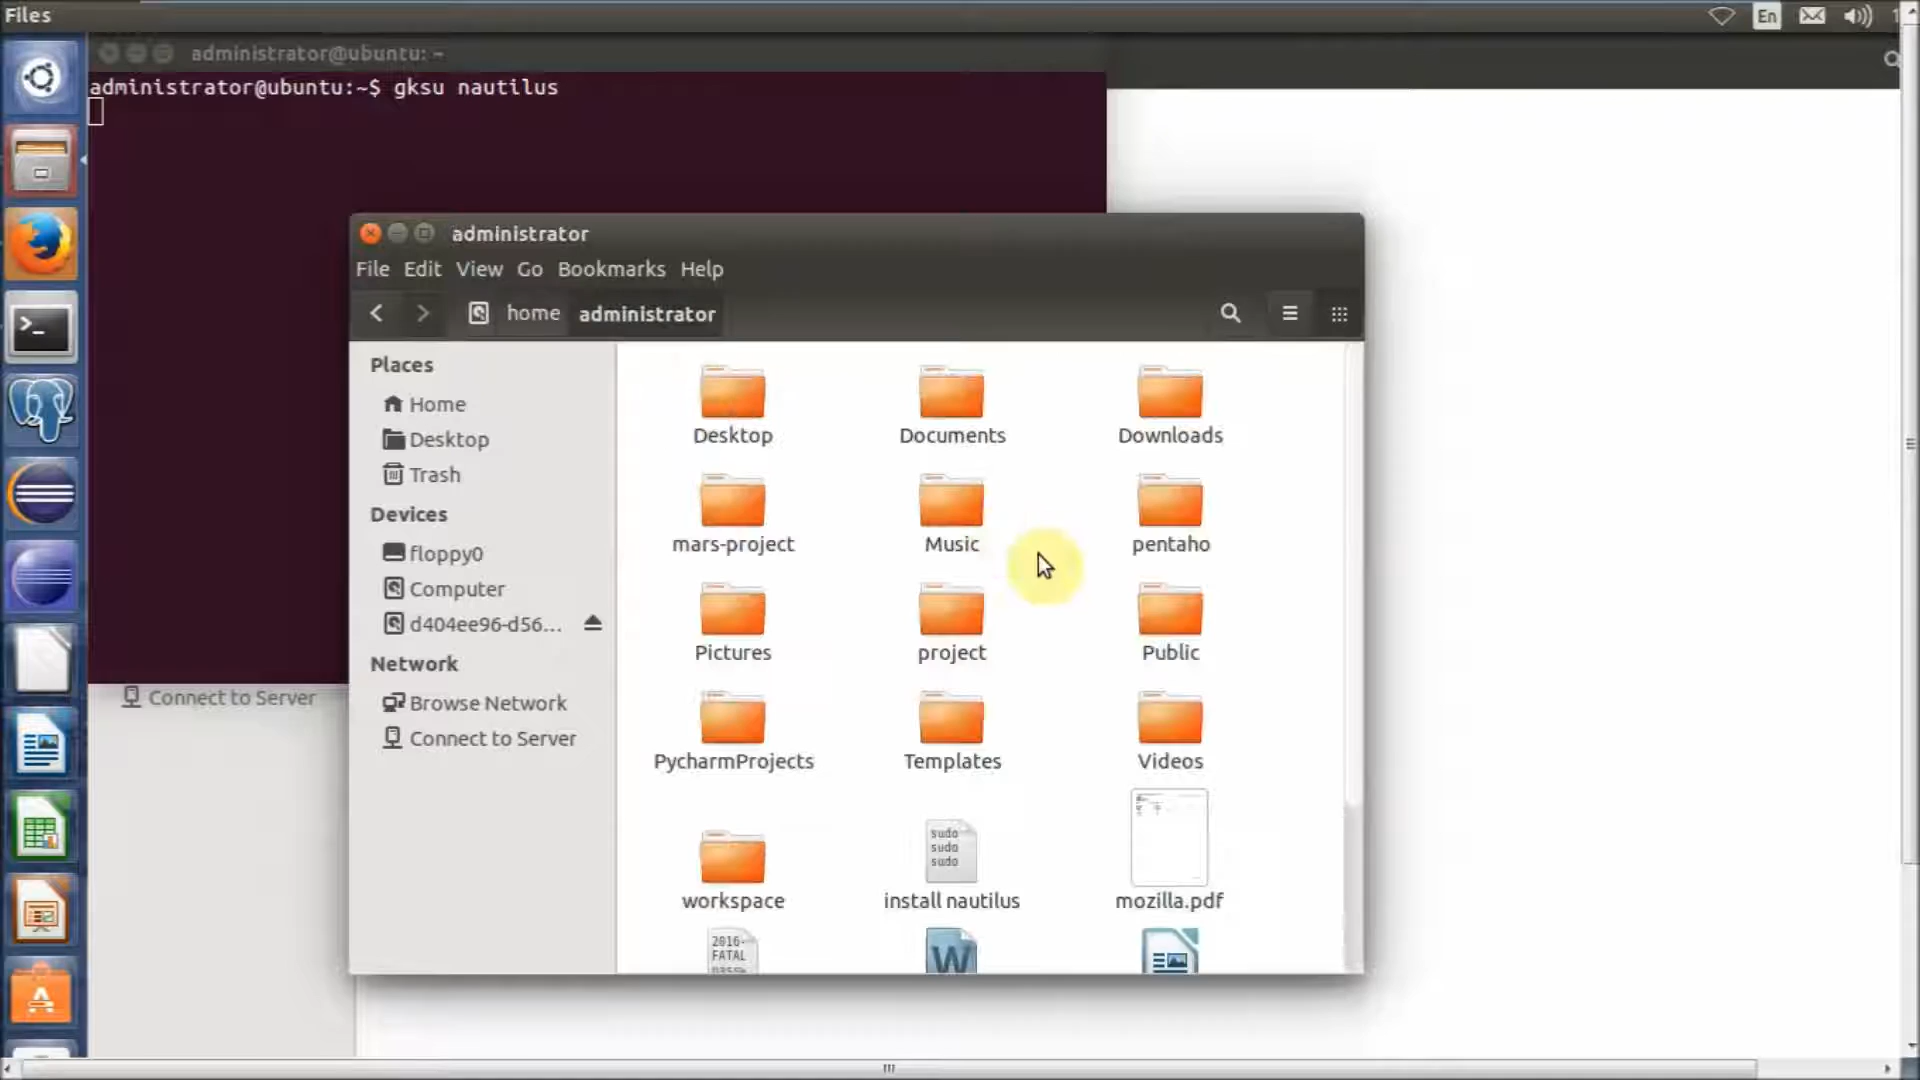 Files
En
administrator@ubuntu: ~
administrator@ubuntu:~$ gksu nautilus
administrator
File Edit View Go Bookmarks Help
home administrator
Places
Home
Desktop
Trash
Devices
floppy0
Computer
d404ee96-d56...
Network
Browse Network
Connect to Server
Connect to Server
Desktop Documents Downloads
mars-project Music pentaho
Pictures project Public
PycharmProjects Templates Videos
sudo
sudo
sudo
workspace install nautilus mozilla.pdf
2016-
FATAL
W